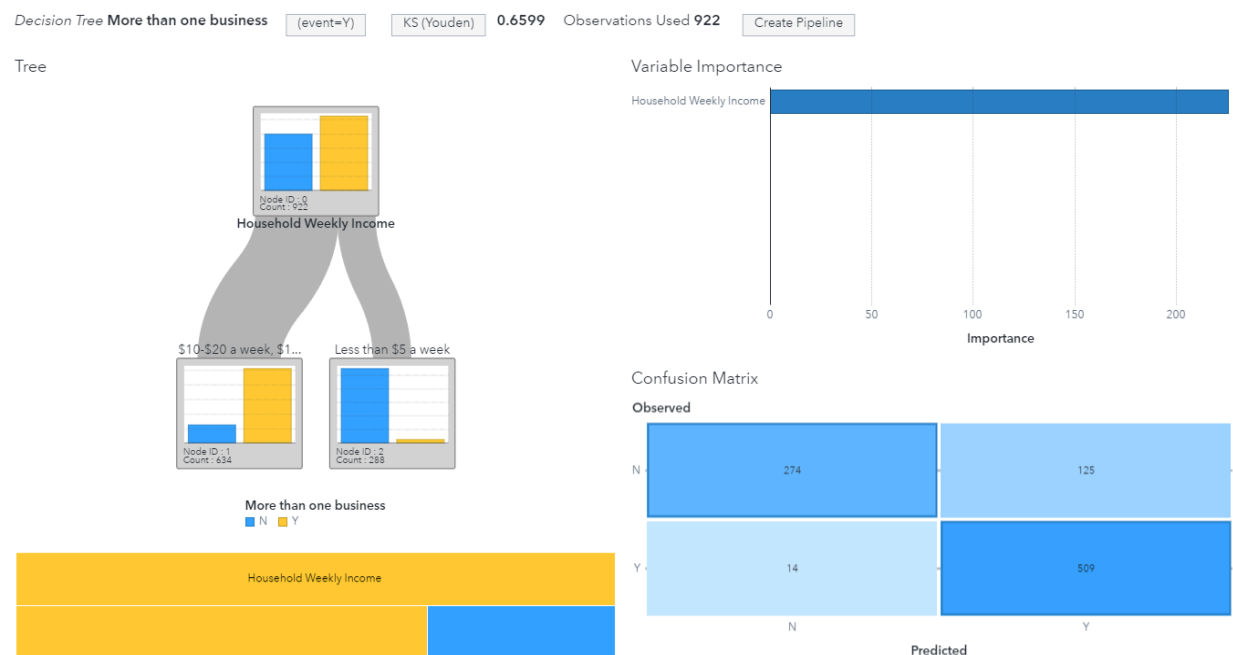 Decision Tree More than one business (event=Y) KS (Youden) 0.6599 Observations Used 922 Create Pipeline
Tree
Node ID : 0
Count : 922
Household Weekly Income
$10-$20 a week, $1...
Less than $5 a week
Node ID : 1
Count : 634
Node ID : 2
Count : 288
More than one business
N Y
Household Weekly Income
Variable Importance
Household Weekly Income
0 50 100 150 200
Importance
Confusion Matrix
Observed
N 274 125
Y 14 509
N Y
Predicted